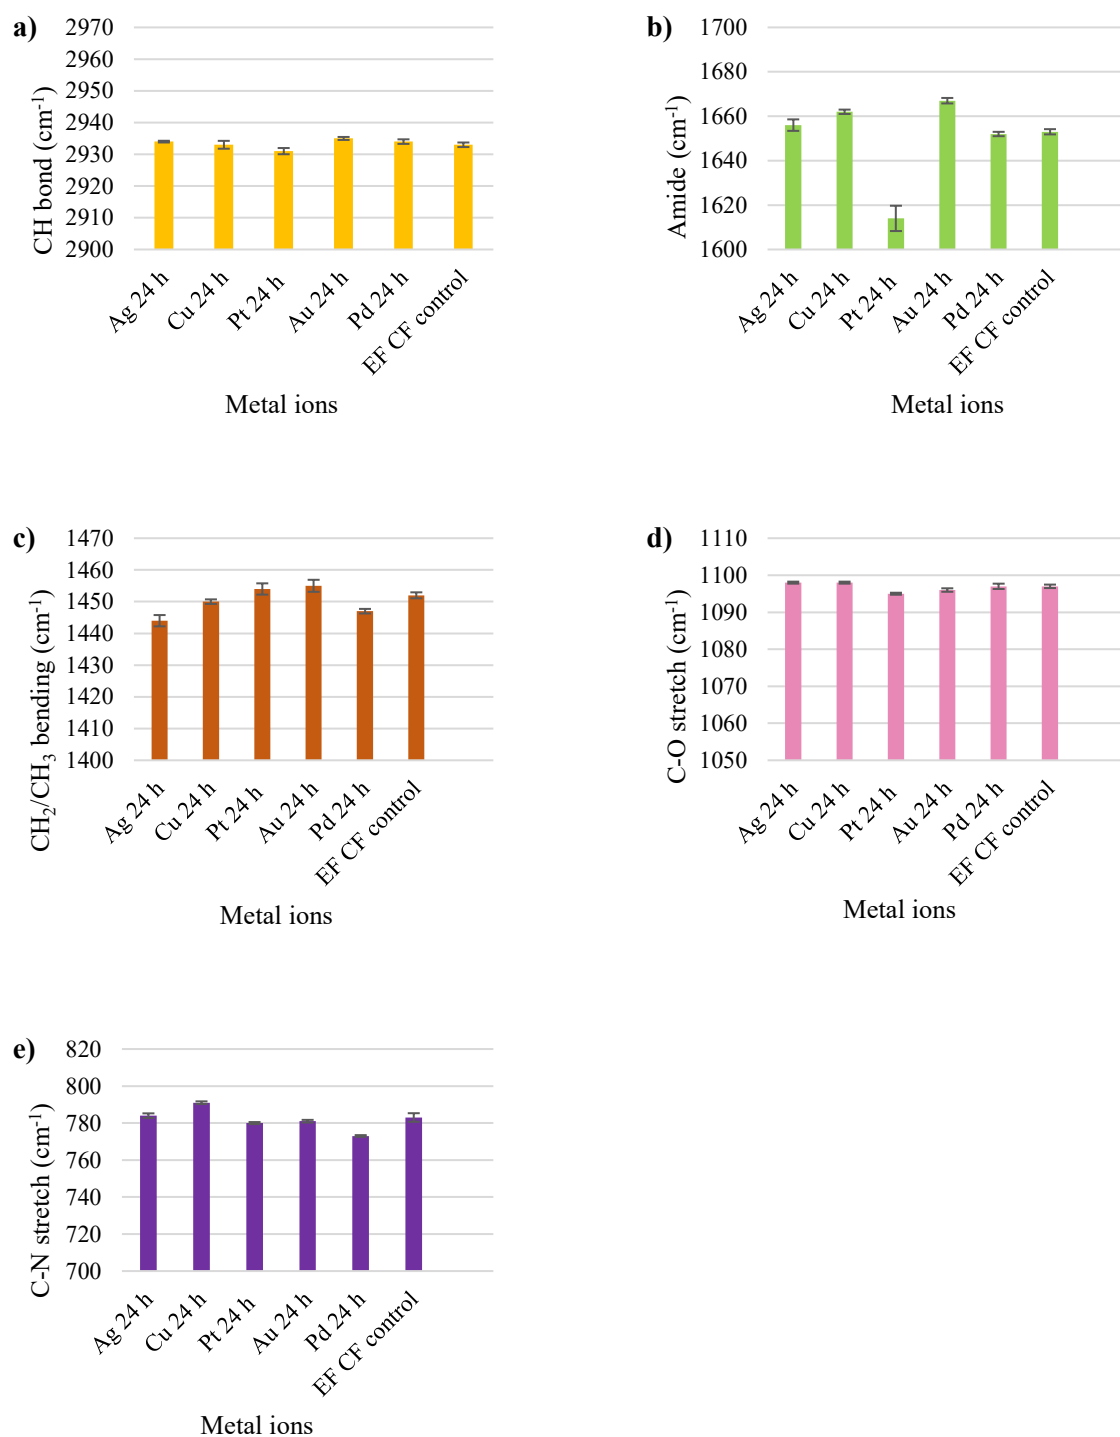 a)
CH bond (cm⁻¹)
2970
2960
2950
2940
2930
2920
2910
2900
Ag 24 h
Cu 24 h
Pt 24 h
Au 24 h
Pd 24 h
EF CF control
Metal ions
b)
Amide (cm⁻¹)
1700
1680
1660
1640
1620
1600
Ag 24 h
Cu 24 h
Pt 24 h
Au 24 h
Pd 24 h
EF CF control
Metal ions
c)
CH₂/CH₃ bending (cm⁻¹)
1470
1460
1450
1440
1430
1420
1410
1400
Ag 24 h
Cu 24 h
Pt 24 h
Au 24 h
Pd 24 h
EF CF control
Metal ions
d)
C-O stretch (cm⁻¹)
1110
1100
1090
1080
1070
1060
1050
Ag 24 h
Cu 24 h
Pt 24 h
Au 24 h
Pd 24 h
EF CF control
Metal ions
e)
C-N stretch (cm⁻¹)
820
800
780
760
740
720
700
Ag 24 h
Cu 24 h
Pt 24 h
Au 24 h
Pd 24 h
EF CF control
Metal ions